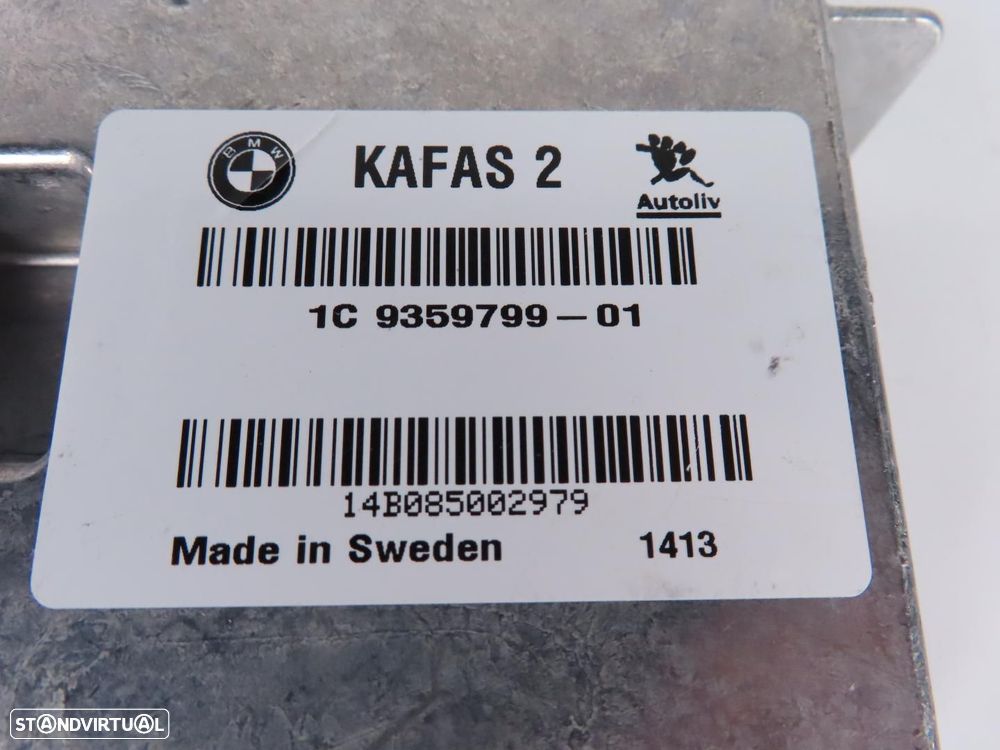 BMW
KAFAS 2
Autoliv
1C 9359799-01
14B085002979
Made in Sweden 1413
STANDVIRTUAL